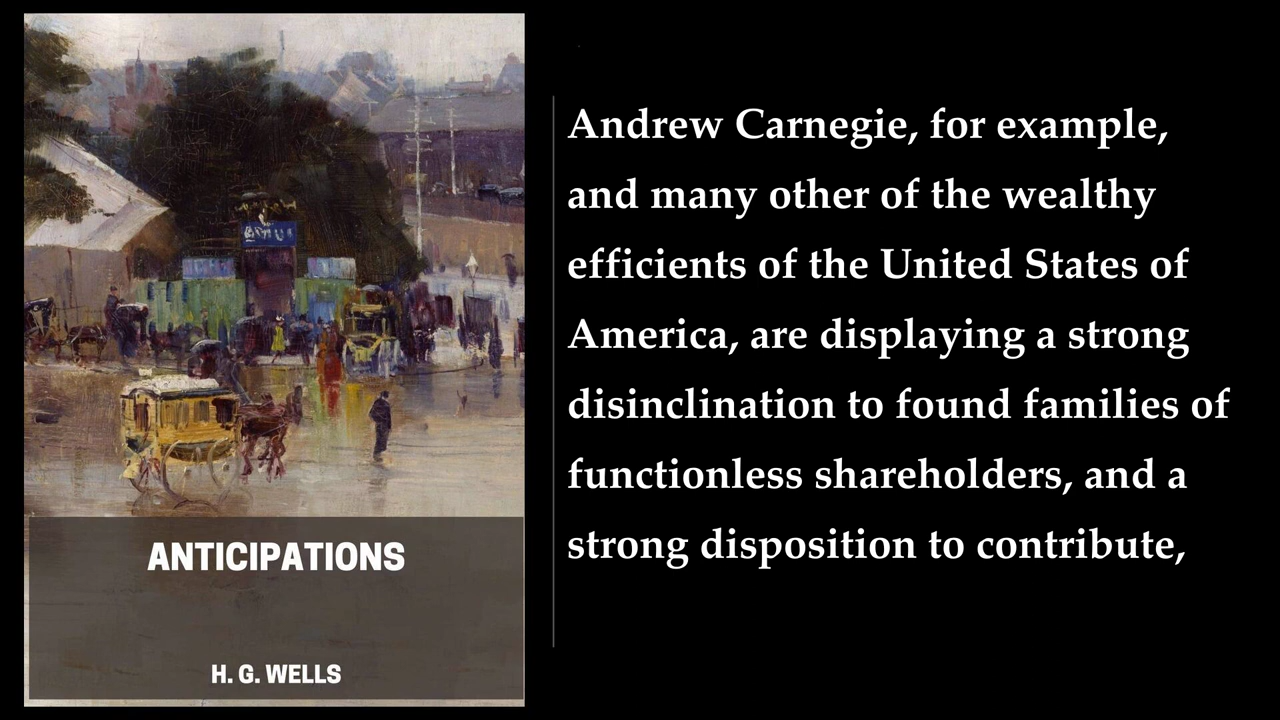 ANTICIPATIONS
H. G. WELLS
Andrew Carnegie, for example,
and many other of the wealthy
efficients of the United States of
America, are displaying a strong
disinclination to found families of
functionless shareholders, and a
strong disposition to contribute,